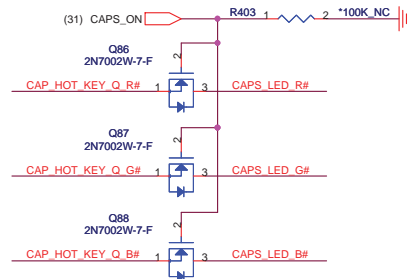 (31) CAPS_ON R403 1 2 *100K_NC
Q86
2N7002W-7-F
2
CAP_HOT_KEY_Q_R# 1 3 CAPS_LED_R#
Q87
2N7002W-7-F
2
CAP_HOT_KEY_Q_G# 1 3 CAPS_LED_G#
Q88
2N7002W-7-F
2
CAP_HOT_KEY_Q_B# 1 3 CAPS_LED_B#